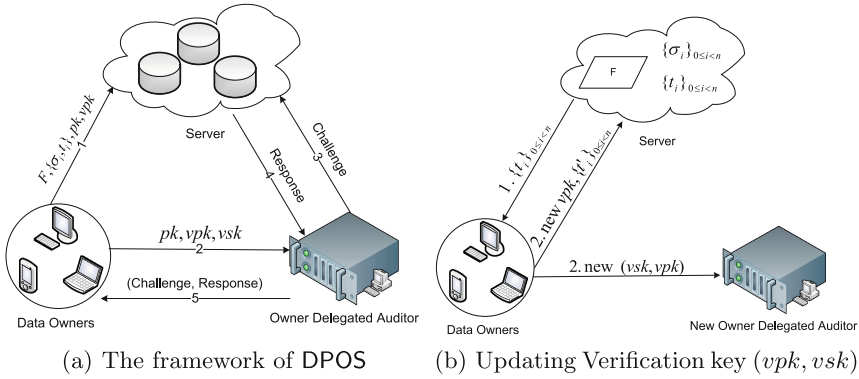 Server
F,{σ_i,t_i},pk,vpk
1
Challenge
3
Response
4
pk,vpk,vsk
2
(Challenge, Response)
5
Data Owners
Owner Delegated Auditor
(a) The framework of DPOS
F
{σ_i}_{0≤i<n}
{t_i}_{0≤i<n}
Server
1. {t_i}_{0≤i<n}
2. new vpk,{t'_i}_{0≤i<n}
2. new (vsk,vpk)
Data Owners
New Owner Delegated Auditor
(b) Updating Verification key (vpk, vsk)